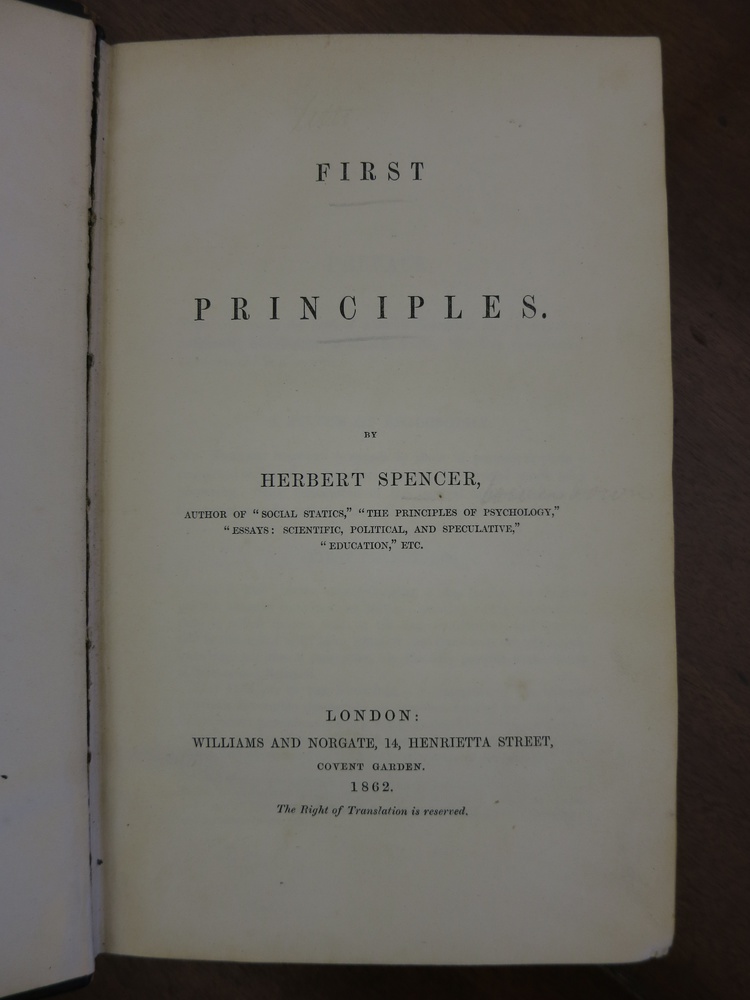 FIRST
PRINCIPLES.
BY
HERBERT SPENCER,
AUTHOR OF "SOCIAL STATICS," "THE PRINCIPLES OF PSYCHOLOGY,"
"ESSAYS: SCIENTIFIC, POLITICAL, AND SPECULATIVE,"
"EDUCATION," ETC.
LONDON:
WILLIAMS AND NORGATE, 14, HENRIETTA STREET,
COVENT GARDEN.
1862.
The Right of Translation is reserved.